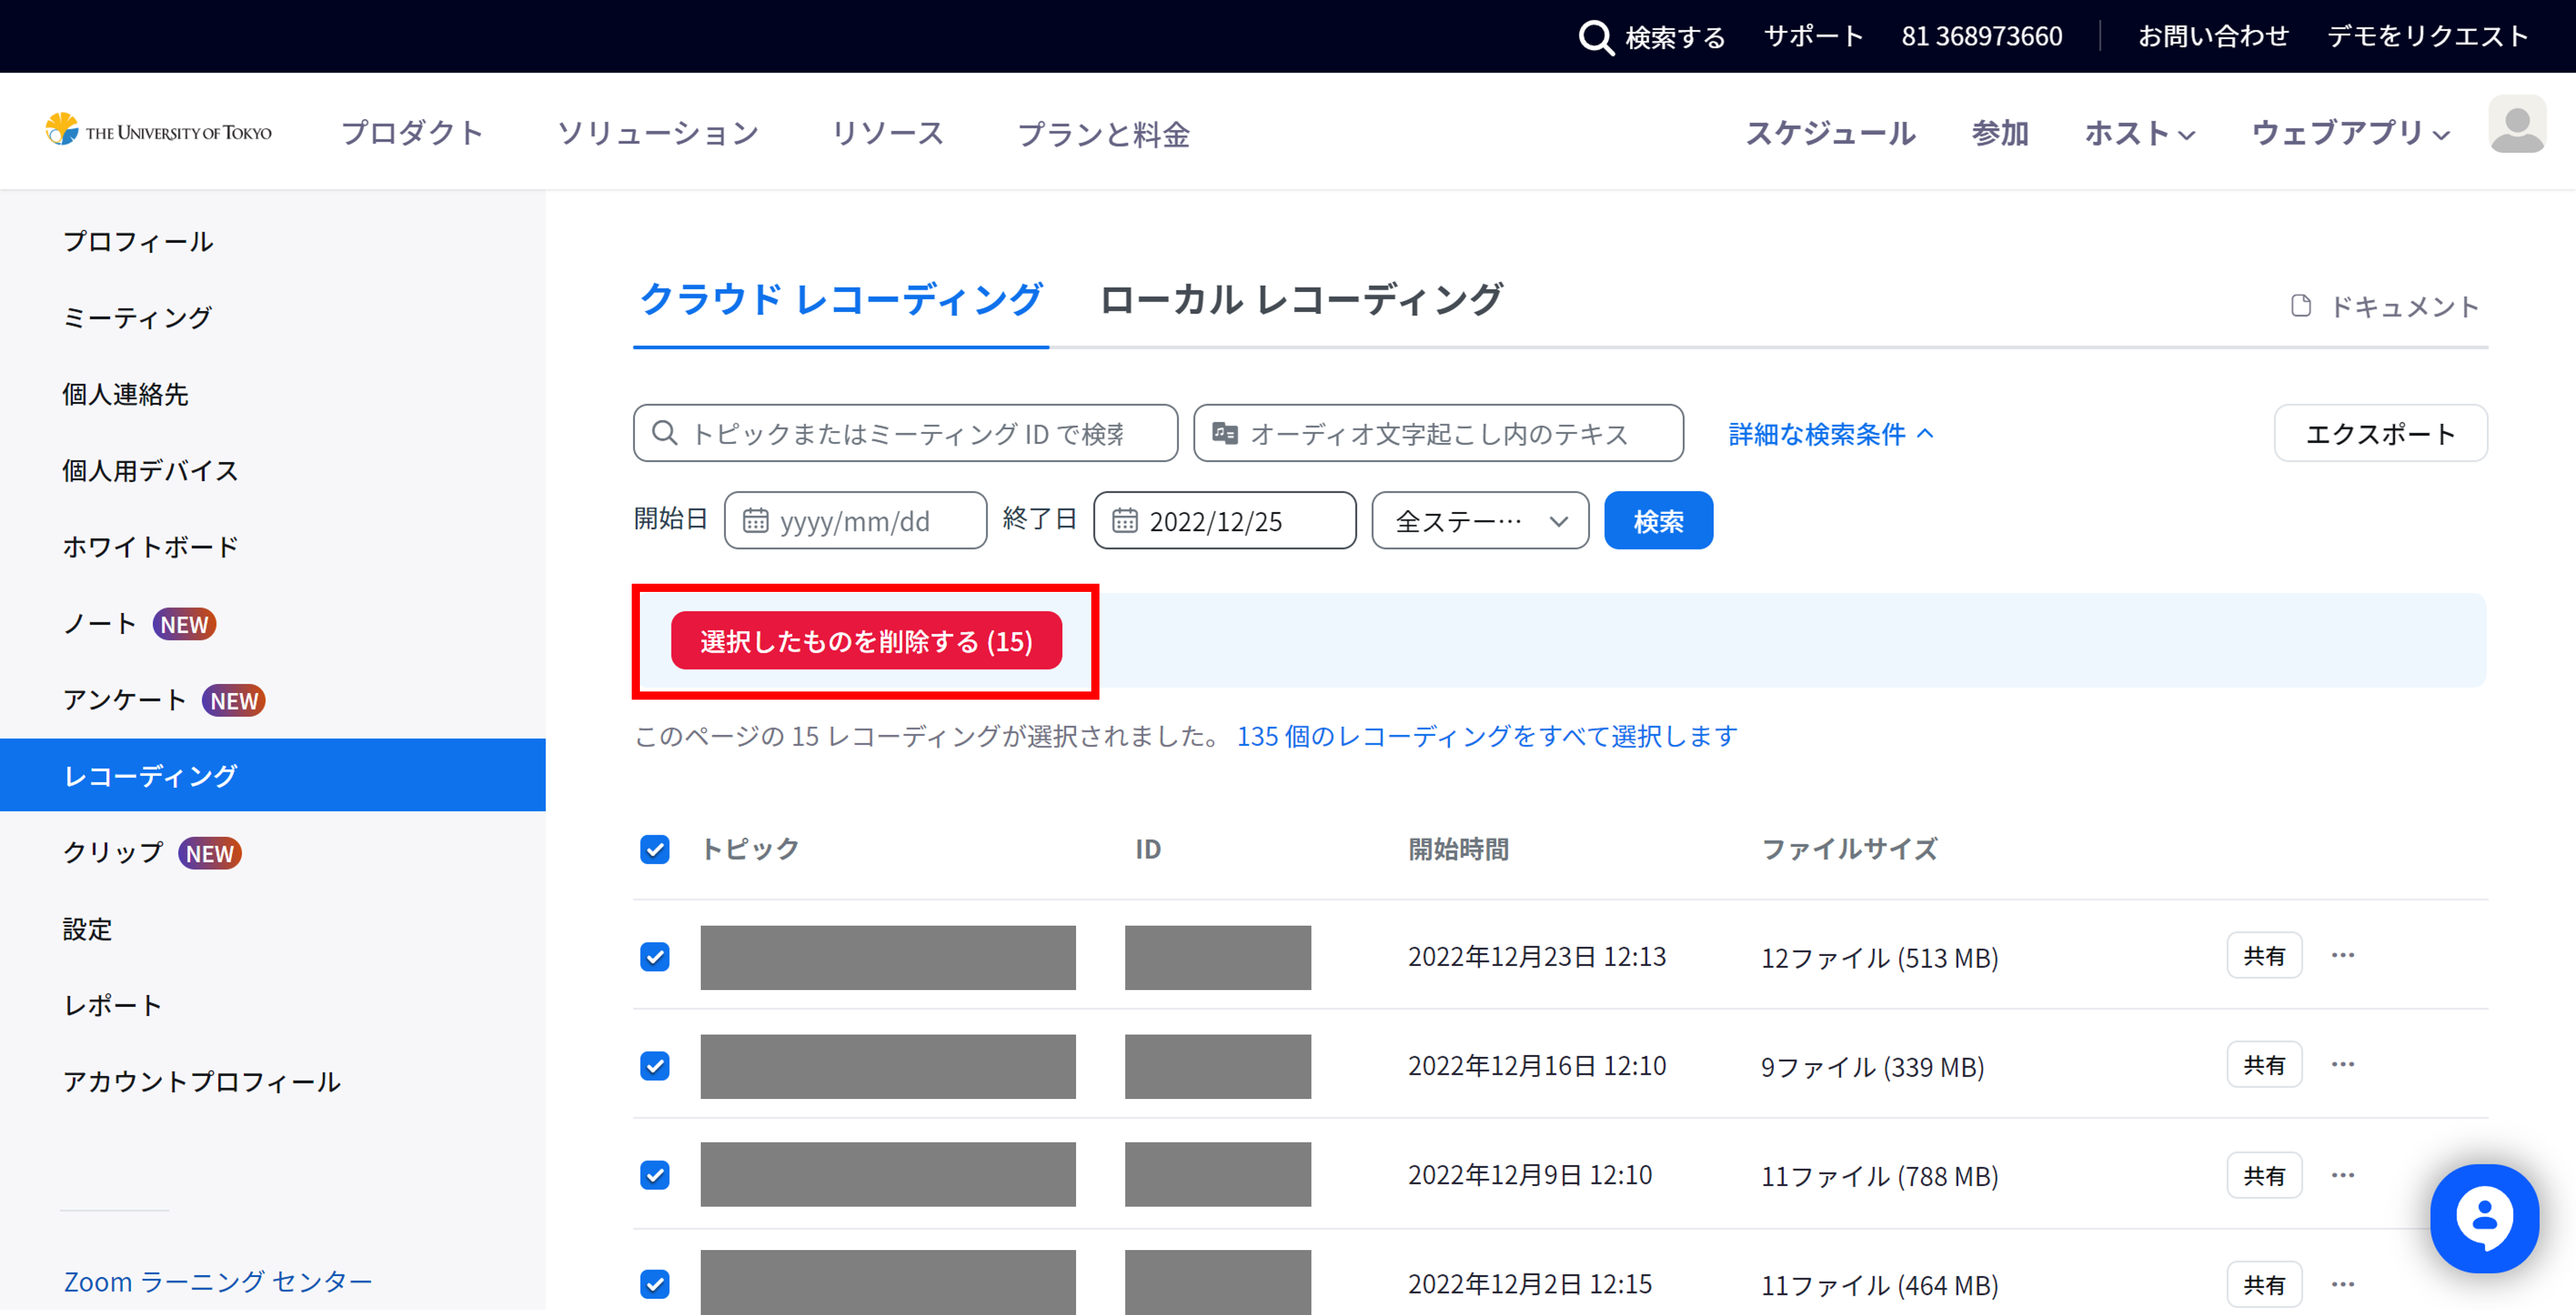 検索する サポート 81 368973660 お問い合わせ デモをリクエスト
THE UNIVERSITY OF TOKYO プロダクト ソリューション リソース プランと料金 スケジュール 参加 ホスト ウェブアプリ
プロフィール
ミーティング
個人連絡先
個人用デバイス
ホワイトボード
ノート NEW
アンケート NEW
レコーディング
クリップ NEW
設定
レポート
アカウントプロフィール
Zoom ラーニング センター
クラウド レコーディング ローカル レコーディング ドキュメント
トピックまたはミーティング ID で検索 オーディオ文字起こし内のテキス 詳細な検索条件 エクスポート
開始日 yyyy/mm/dd 終了日 2022/12/25 全ステー… 検索
選択したものを削除する (15)
このページの 15 レコーディングが選択されました。 135 個のレコーディングをすべて選択します
トピック ID 開始時間 ファイルサイズ
2022年12月23日 12:13 12ファイル (513 MB) 共有 …
2022年12月16日 12:10 9ファイル (339 MB) 共有 …
2022年12月9日 12:10 11ファイル (788 MB) 共有 …
2022年12月2日 12:15 11ファイル (464 MB) 共有 …